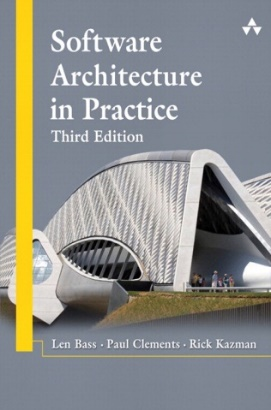 Software
Architecture
in Practice
Third Edition
Len Bass • Paul Clements • Rick Kazman